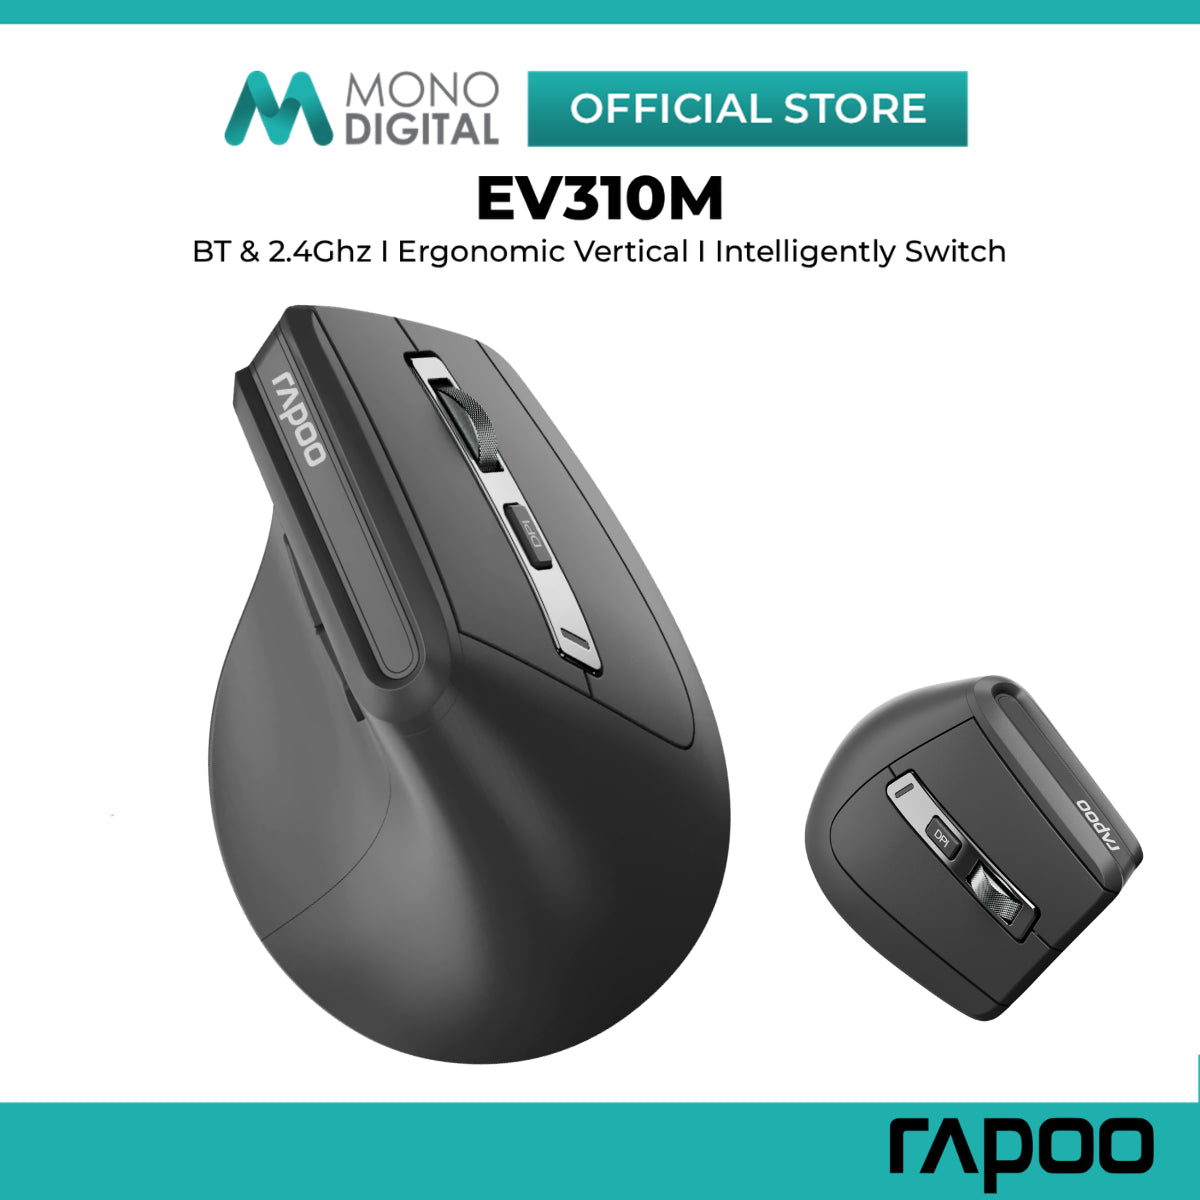 MONO
DIGITAL
OFFICIAL STORE
EV310M
BT & 2.4Ghz I Ergonomic Vertical I Intelligently Switch
rapoo
DPI
rapoo
DPI
rapoo